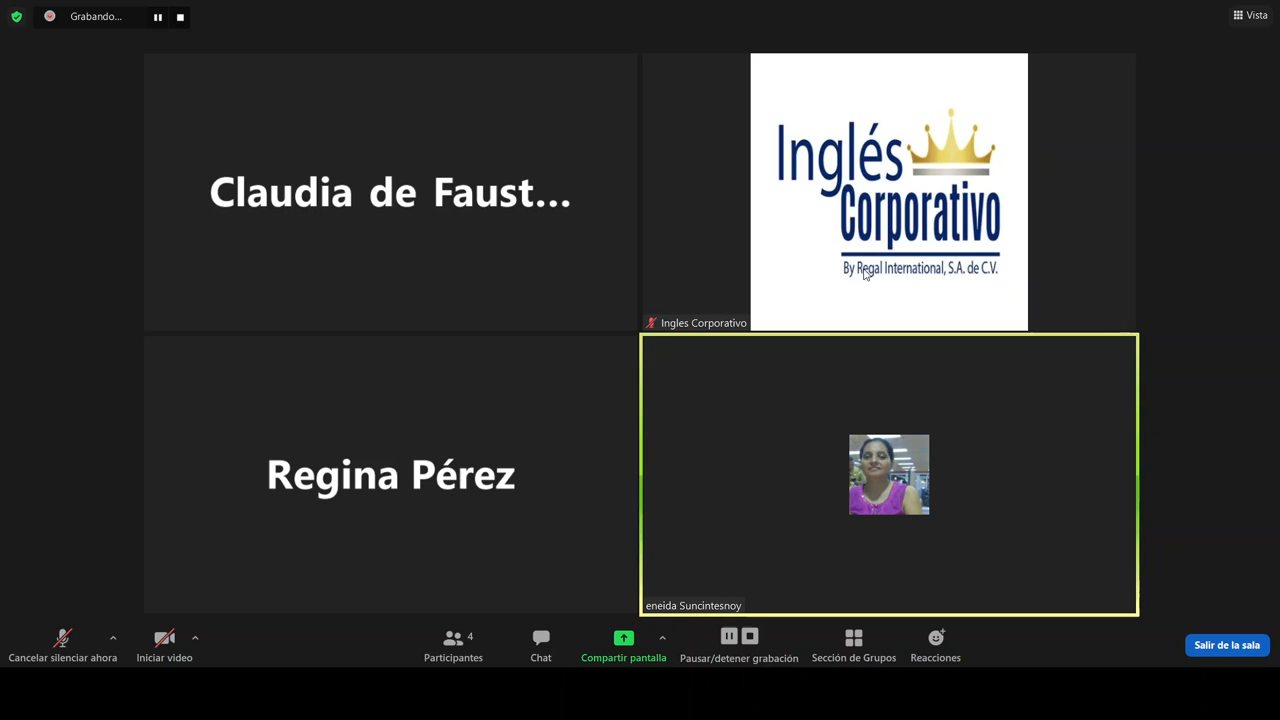 Grabando...
Vista
Claudia de Faust...
Inglés
Corporativo
By Regal International, S.A. de C.V.
Ingles Corporativo
Regina Pérez
eneida Suncintesnoy
4
Cancelar silenciar ahora
Iniciar video
Participantes
Chat
Compartir pantalla
Pausar/detener grabación
Sección de Grupos
Reacciones
Salir de la sala